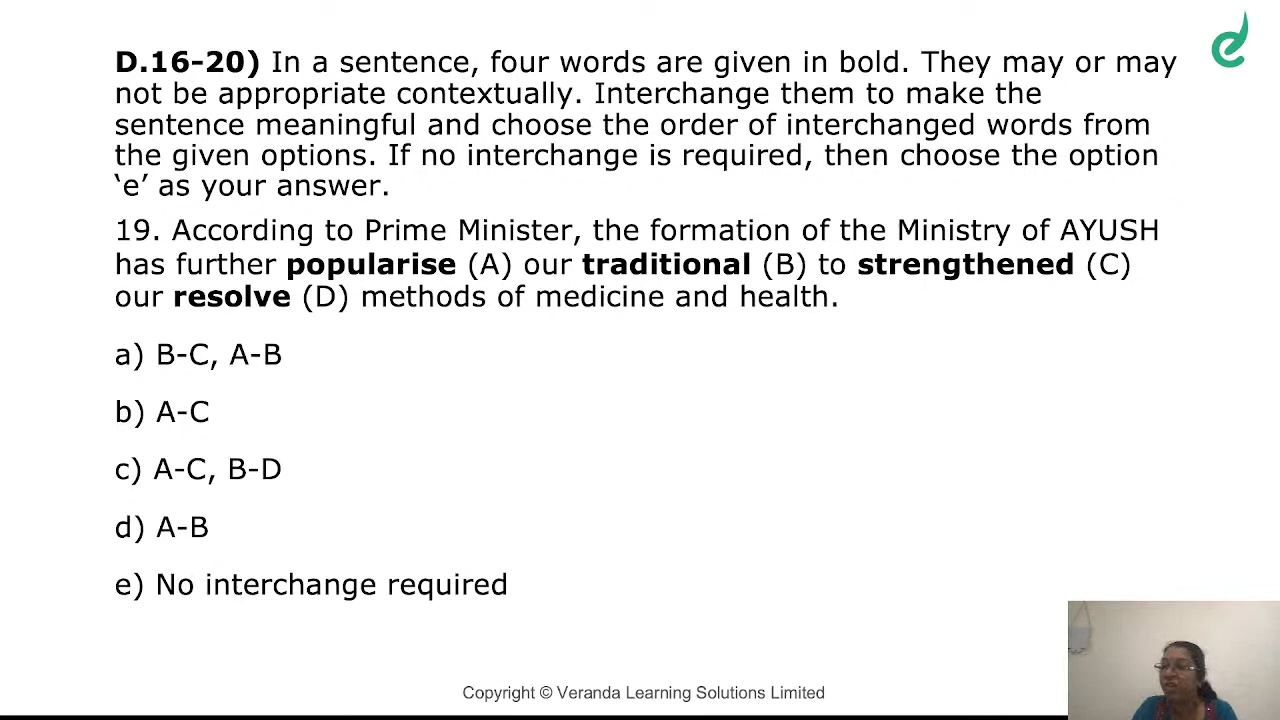 D.16-20) In a sentence, four words are given in bold. They may or may
not be appropriate contextually. Interchange them to make the
sentence meaningful and choose the order of interchanged words from
the given options. If no interchange is required, then choose the option
‘e’ as your answer.
19. According to Prime Minister, the formation of the Ministry of AYUSH
has further popularise (A) our traditional (B) to strengthened (C)
our resolve (D) methods of medicine and health.
a) B-C, A-B
b) A-C
c) A-C, B-D
d) A-B
e) No interchange required
Copyright © Veranda Learning Solutions Limited